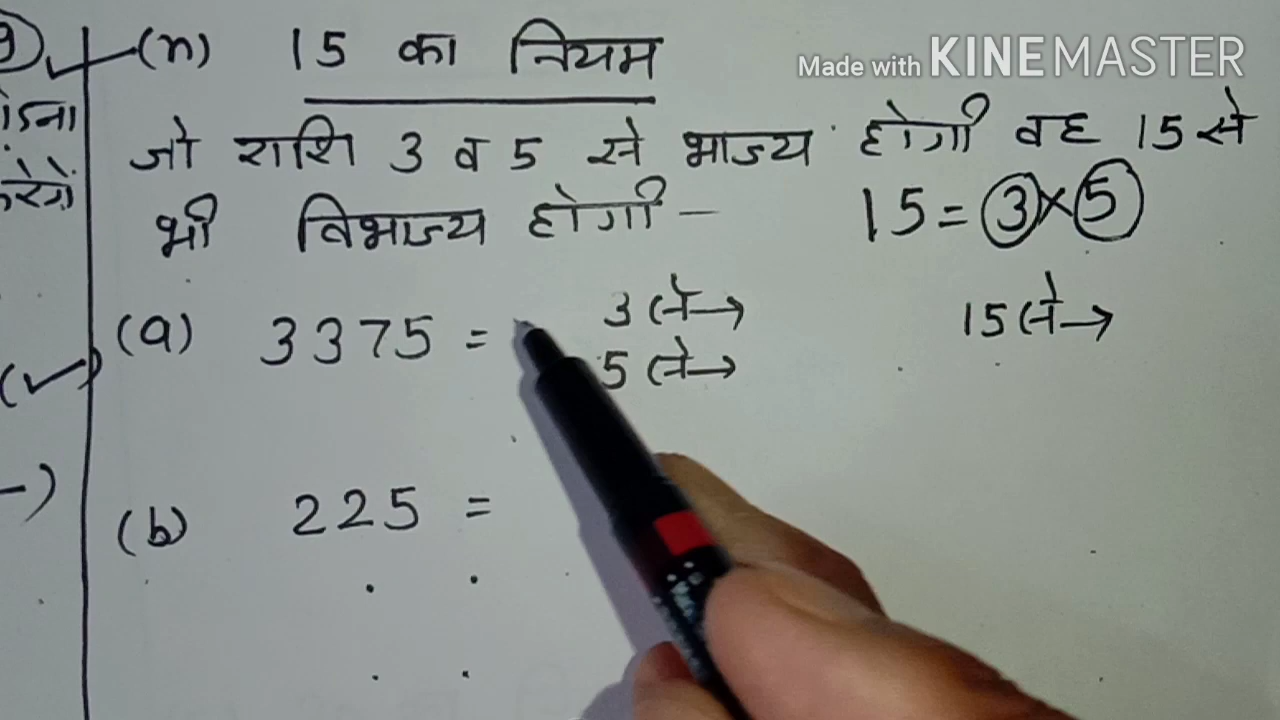 (n) 15 का नियम
Made with KINEMASTER
जो राशि 3 व 5 से भाज्य होगी वह 15 से
भी विभाज्य होगी – 15 = 3 × 5
(a) 3375 = 3 से → 15 से →
5 से →
(b) 225 =